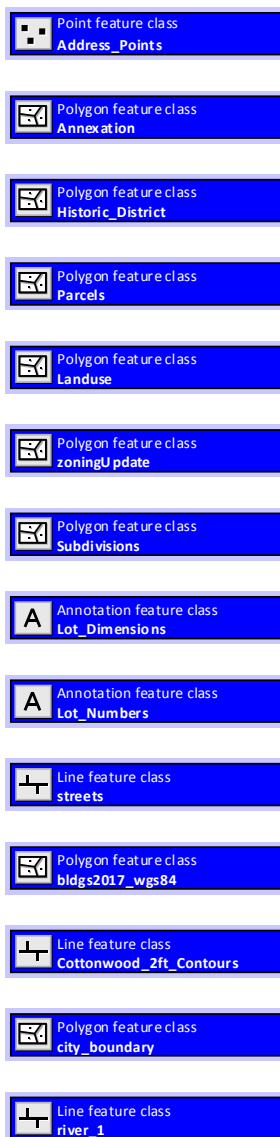 Point feature class
Address_Points
Polygon feature class
Annexation
Polygon feature class
Historic_District
Polygon feature class
Parcels
Polygon feature class
Landuse
Polygon feature class
zoningUpdate
Polygon feature class
Subdivisions
A
Annotation feature class
Lot_Dimensions
A
Annotation feature class
Lot_Numbers
Line feature class
streets
Polygon feature class
bldgs2017_wgs84
Line feature class
Cottonwood_2ft_Contours
Polygon feature class
city_boundary
Line feature class
river_1